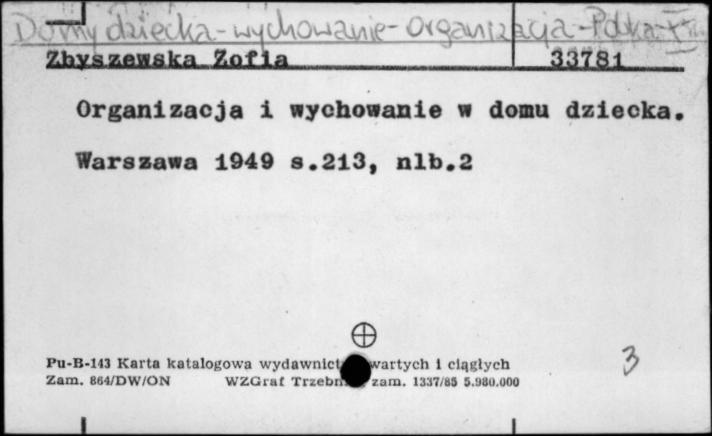 Domy dziecka - wychowanie - organizacja - Polska - XX w.
Zbyszewska Zofia 33781
Organizacja i wychowanie w domu dziecka.
Warszawa 1949 s.213, nlb.2
3
Pu-B-143 Karta katalogowa wydawnict wartych i ciągłych
Zam. 864/DW/ON WZGraf Trzebn zam. 1337/85 5.980.000